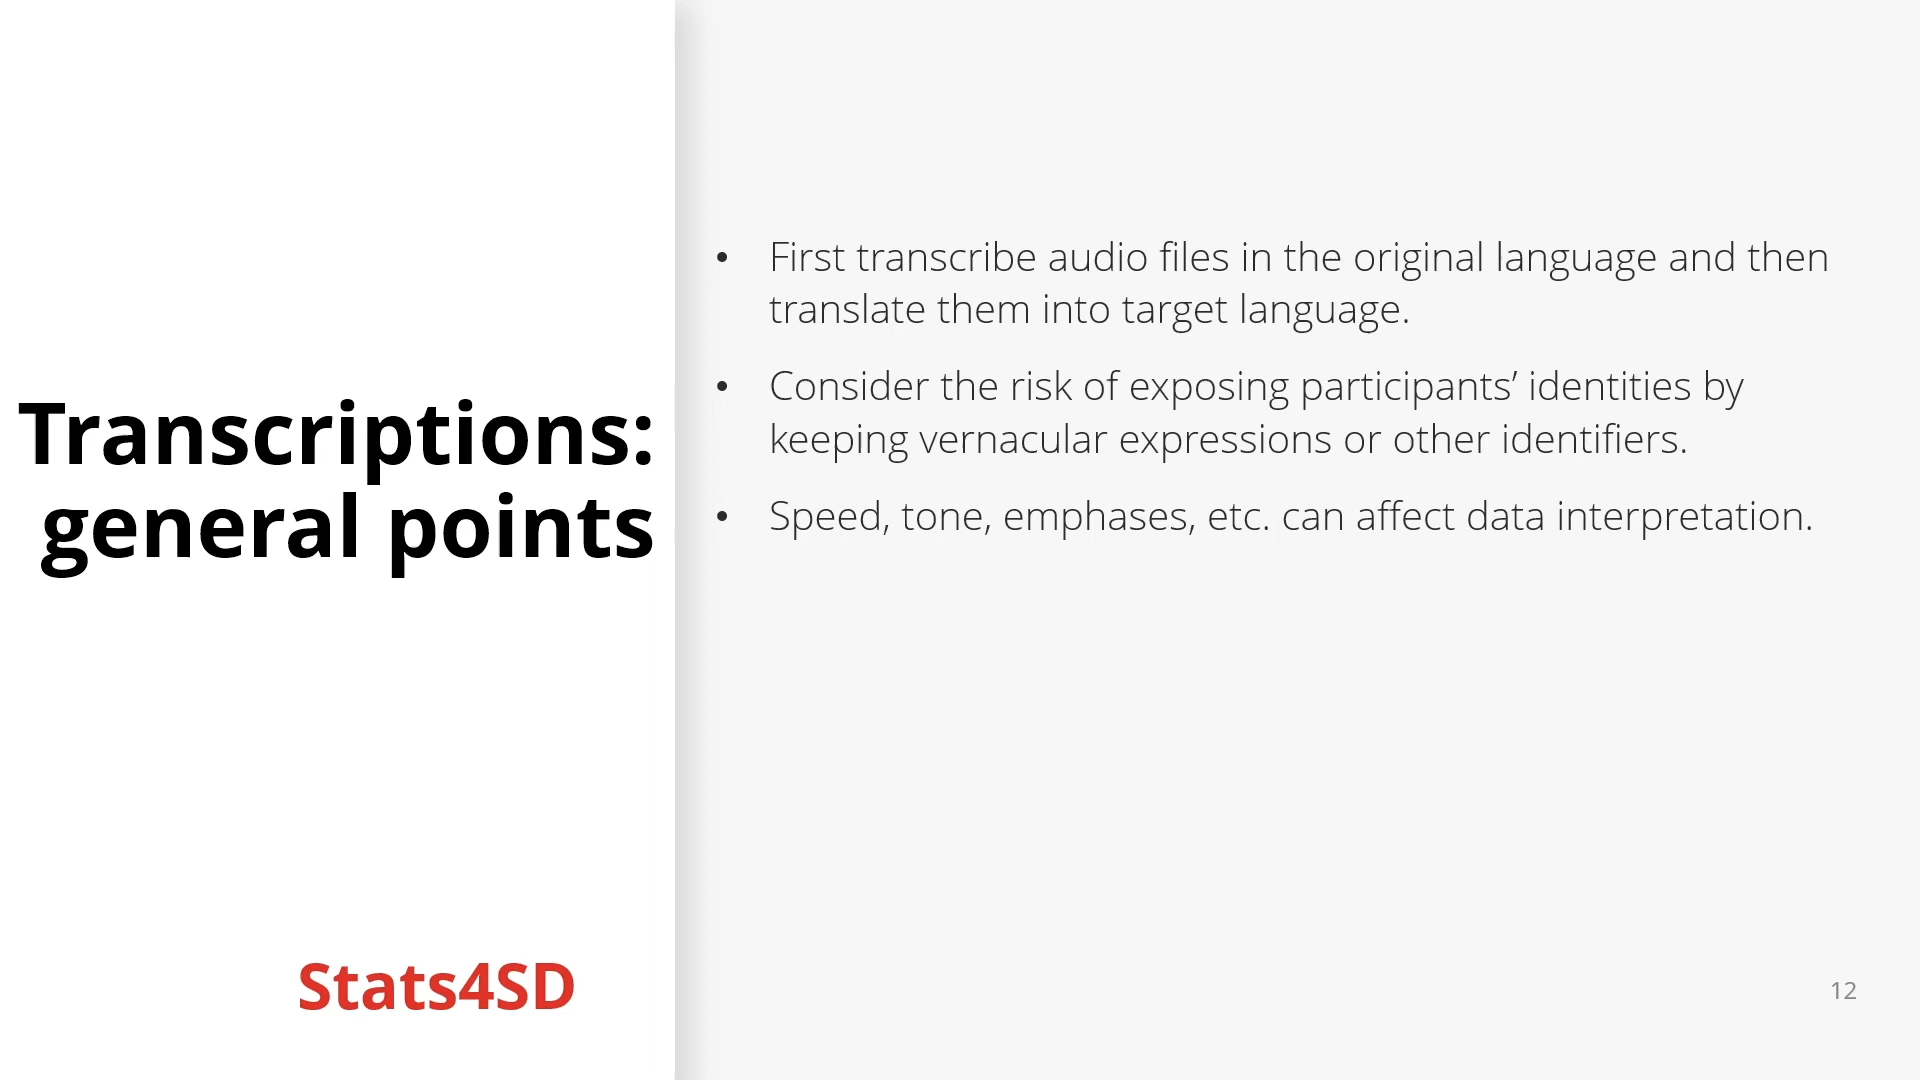 Transcriptions:
general points
• First transcribe audio files in the original language and then
translate them into target language.
• Consider the risk of exposing participants’ identities by
keeping vernacular expressions or other identifiers.
• Speed, tone, emphases, etc. can affect data interpretation.
Stats4SD
12